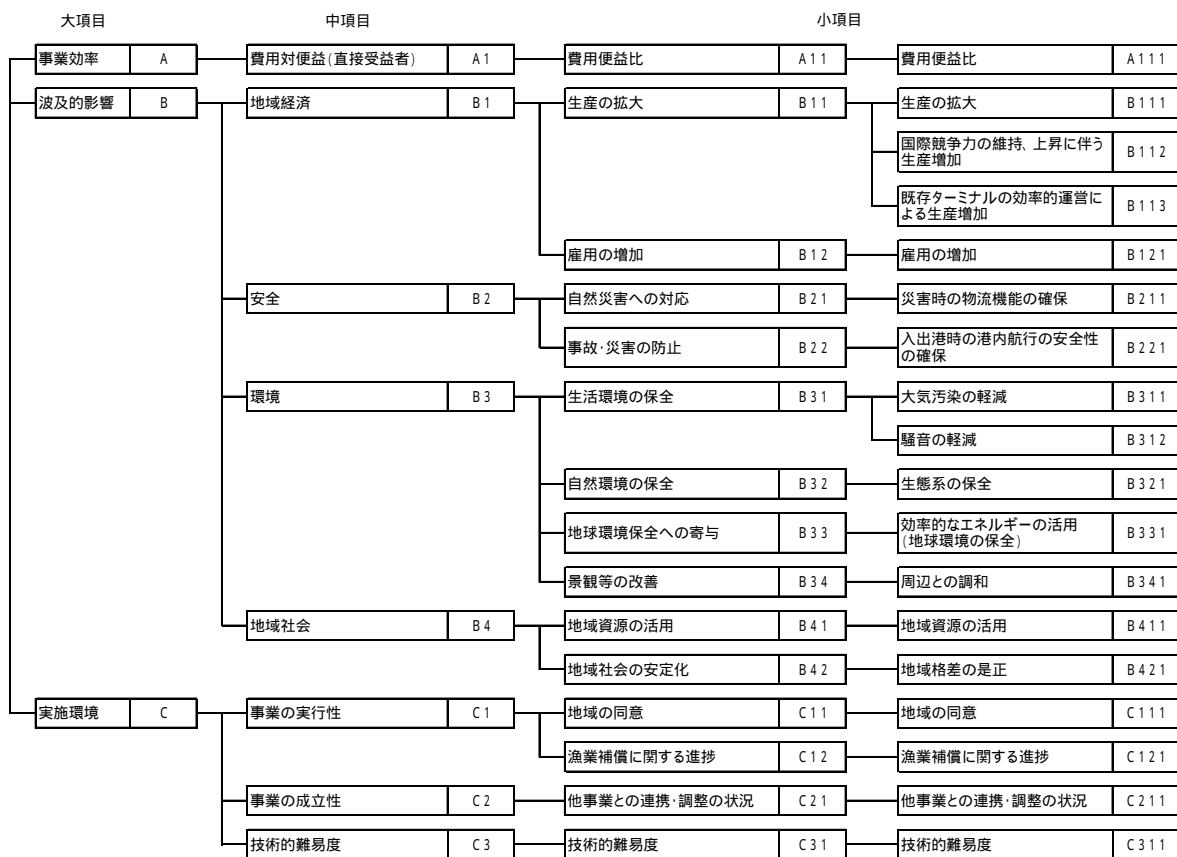 大項目 中項目 小項目
事業効率 A 費用対便益(直接受益者) A1 費用便益比 A11 費用便益比 A111
波及的影響 B 地域経済 B1 生産の拡大 B11 生産の拡大 B111
国際競争力の維持、上昇に伴う
生産増加 B112
既存ターミナルの効率的運営に
よる生産増加 B113
雇用の増加 B12 雇用の増加 B121
安全 B2 自然災害への対応 B21 災害時の物流機能の確保 B211
事故・災害の防止 B22 入出港時の港内航行の安全性
の確保 B221
環境 B3 生活環境の保全 B31 大気汚染の軽減 B311
騒音の軽減 B312
自然環境の保全 B32 生態系の保全 B321
地球環境保全への寄与 B33 効率的なエネルギーの活用
(地球環境の保全) B331
景観等の改善 B34 周辺との調和 B341
地域社会 B4 地域資源の活用 B41 地域資源の活用 B411
地域社会の安定化 B42 地域格差の是正 B421
実施環境 C 事業の実行性 C1 地域の同意 C11 地域の同意 C111
漁業補償に関する進捗 C12 漁業補償に関する進捗 C121
事業の成立性 C2 他事業との連携・調整の状況 C21 他事業との連携・調整の状況 C211
技術的難易度 C3 技術的難易度 C31 技術的難易度 C311